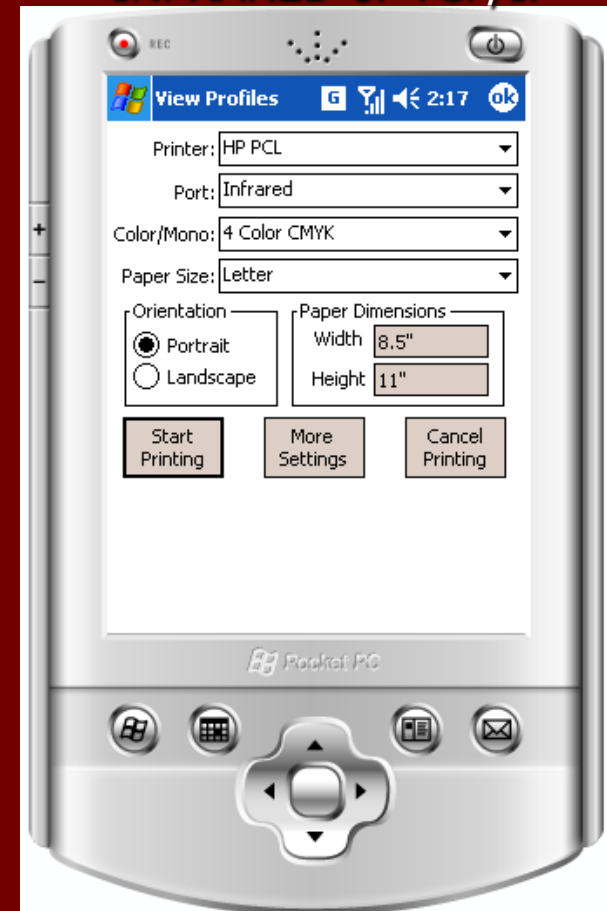 REC
View Profiles G 2:17 ok
Printer: HP PCL
Port: Infrared
Color/Mono: 4 Color CMYK
Paper Size: Letter
Orientation
Portrait
Landscape
Paper Dimensions
Width 8.5"
Height 11"
Start Printing
More Settings
Cancel Printing
+
−
Pocket PC